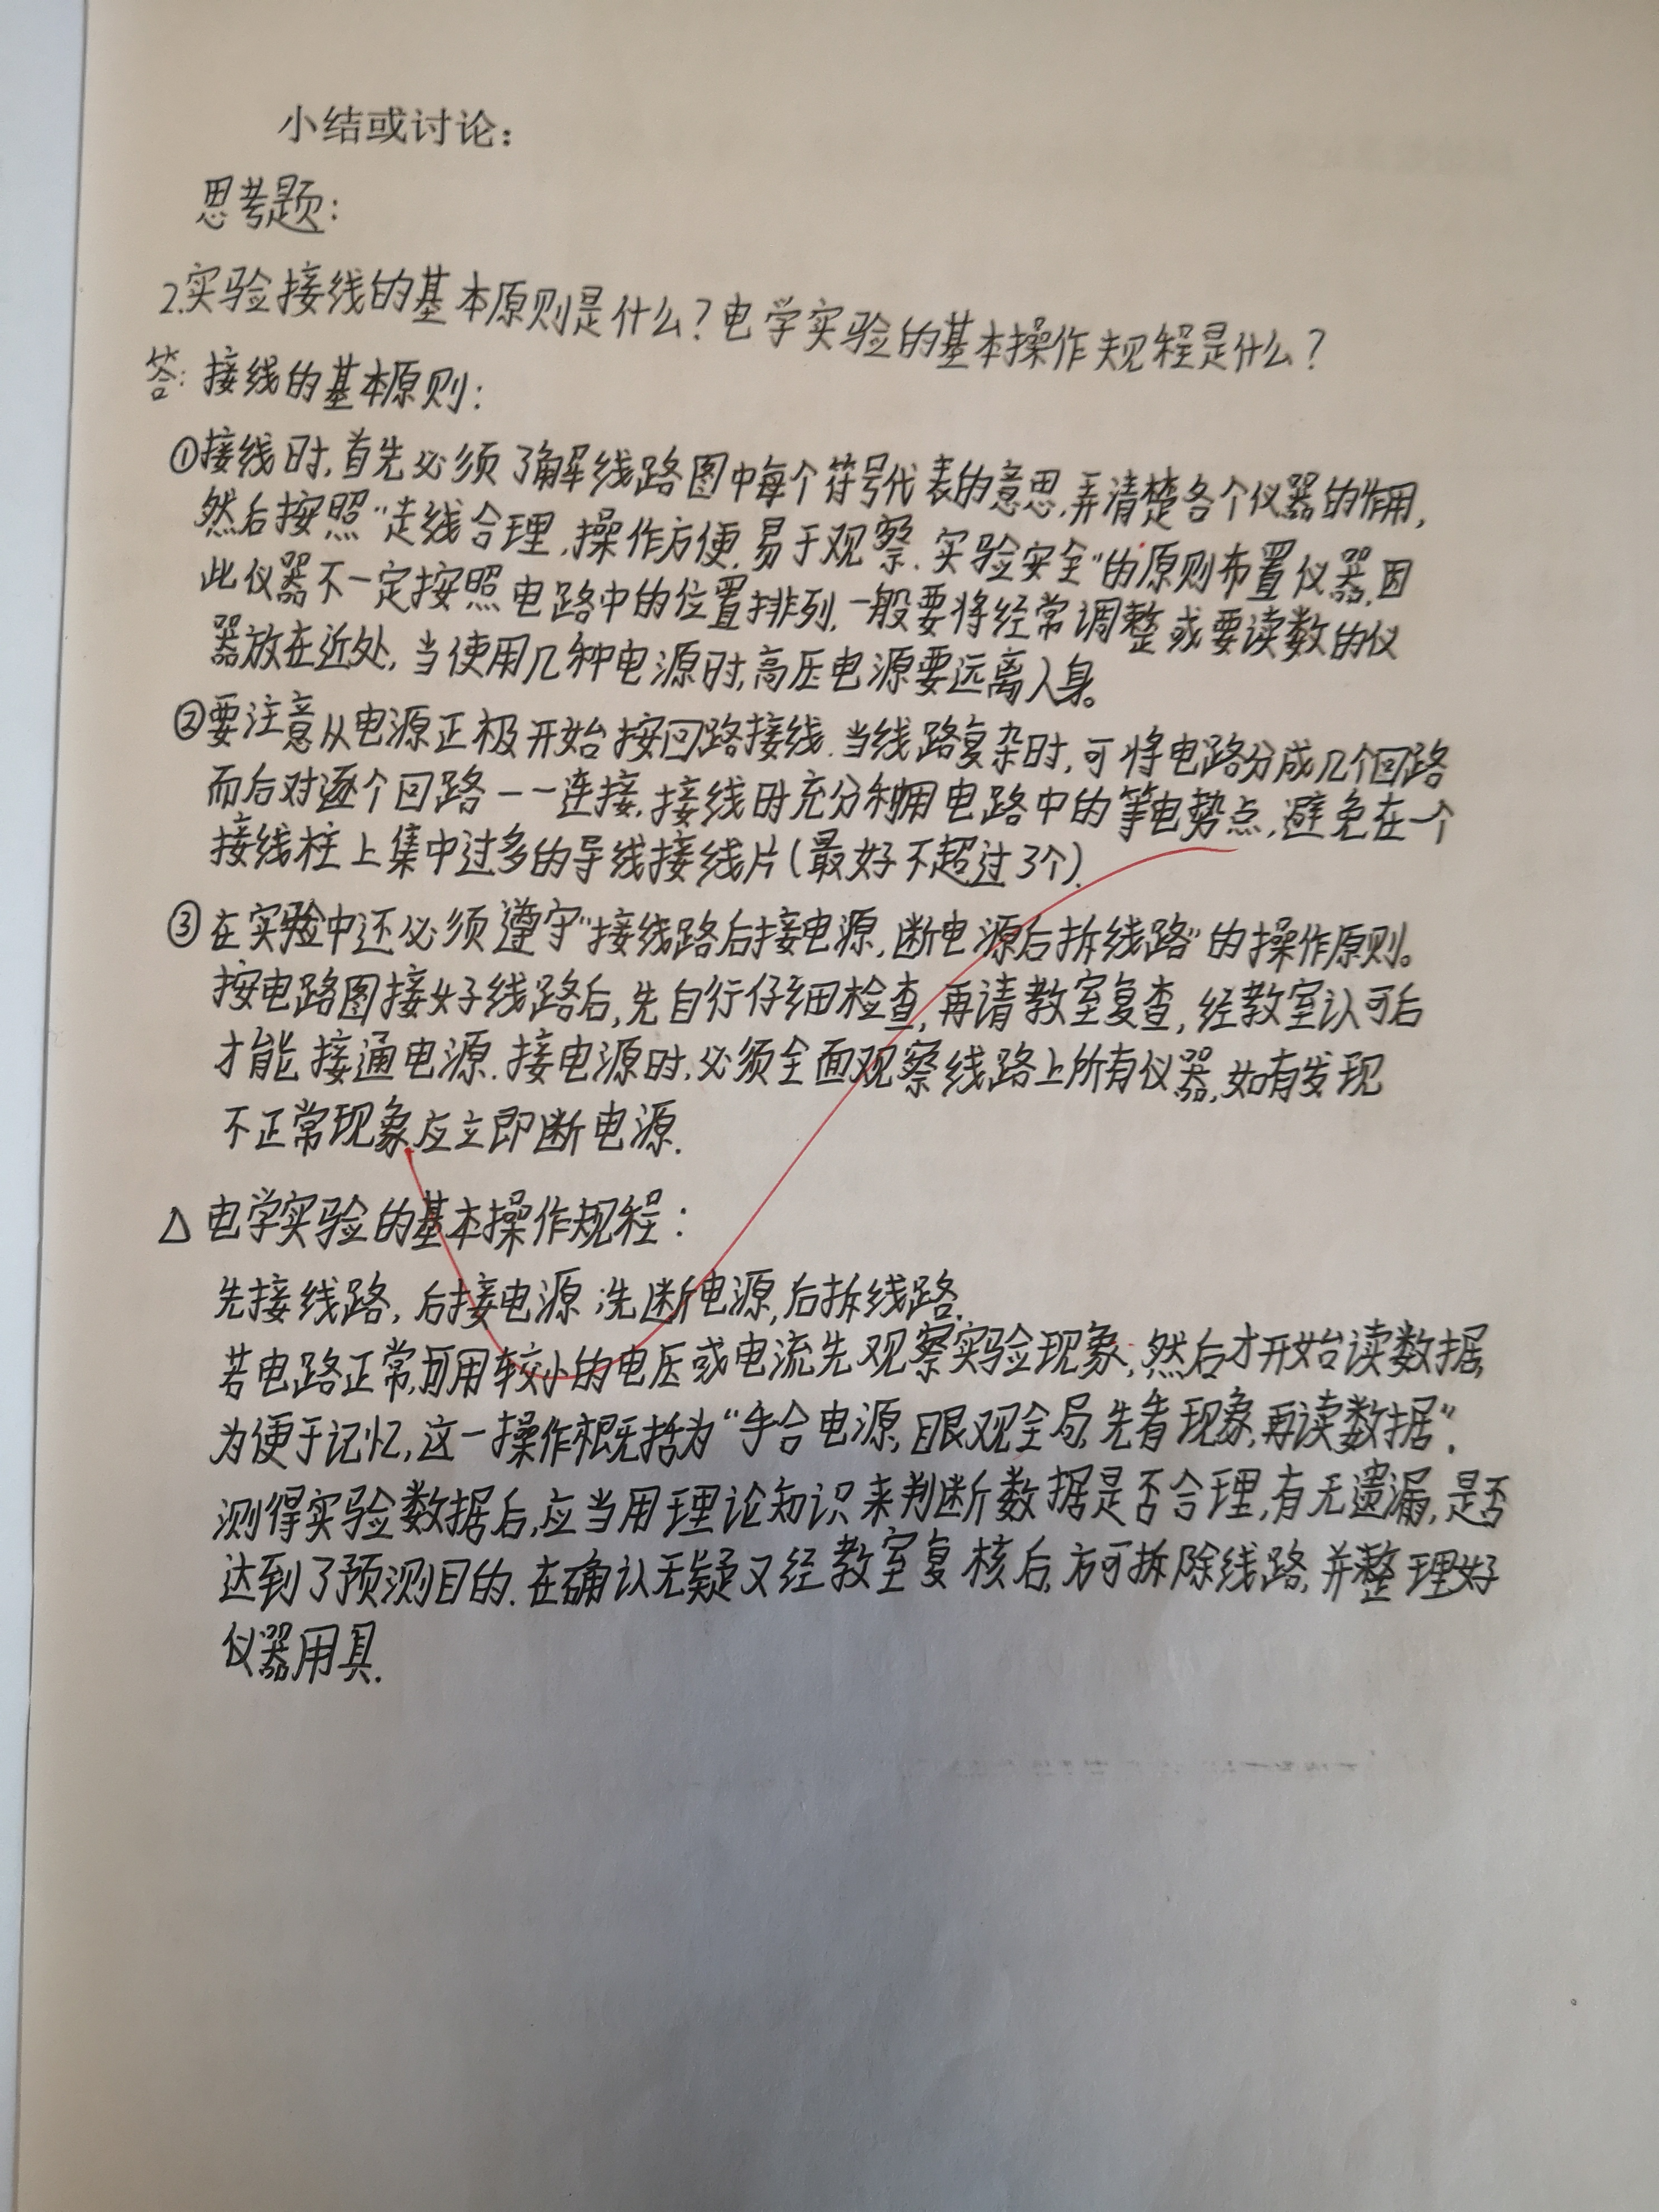 小结或讨论：
思考题：
2.实验接线的基本原则是什么？电学实验的基本操作规程是什么？
答：接线的基本原则：
①接线时，首先必须了解线路图中每个符号代表的意思，弄清楚各个仪器的作用，
然后按照“走线合理，操作方便，易于观察，实验安全”的原则布置仪器，因
此仪器不一定按照电路中的位置排列，一般要将经常调整或要读数的仪
器放在近处，当使用几种电源时，高压电源要远离人身。
②要注意从电源正极开始按回路接线，当线路复杂时，可将电路分成几个回路
而后对逐个回路一一连接，接线时充分利用电路中的等电势点，避免在一个
接线柱上集中过多的导线接线片（最好不超过3个）.
③在实验中还必须遵守“接线路后接电源，断电源后拆线路”的操作原则。
按电路图接好线路后，先自行仔细检查，再请教室复查，经教室认可后
才能接通电源.接电源时，必须全面观察线路上所有仪器，如有发现
不正常现象应立即断电源.
△电学实验的基本操作规程：
先接线路，后接电源；先断电源，后拆线路.
若电路正常，可用较小的电压或电流先观察实验现象，然后才开始读数据，
为便于记忆，这一操作概括为“手合电源，眼观全局，先看现象，再读数据”.
测得实验数据后，应当用理论知识来判断数据是否合理，有无遗漏，是否
达到了预测目的.在确认无疑又经教室复核后，方可拆除线路，并整理好
仪器用具.